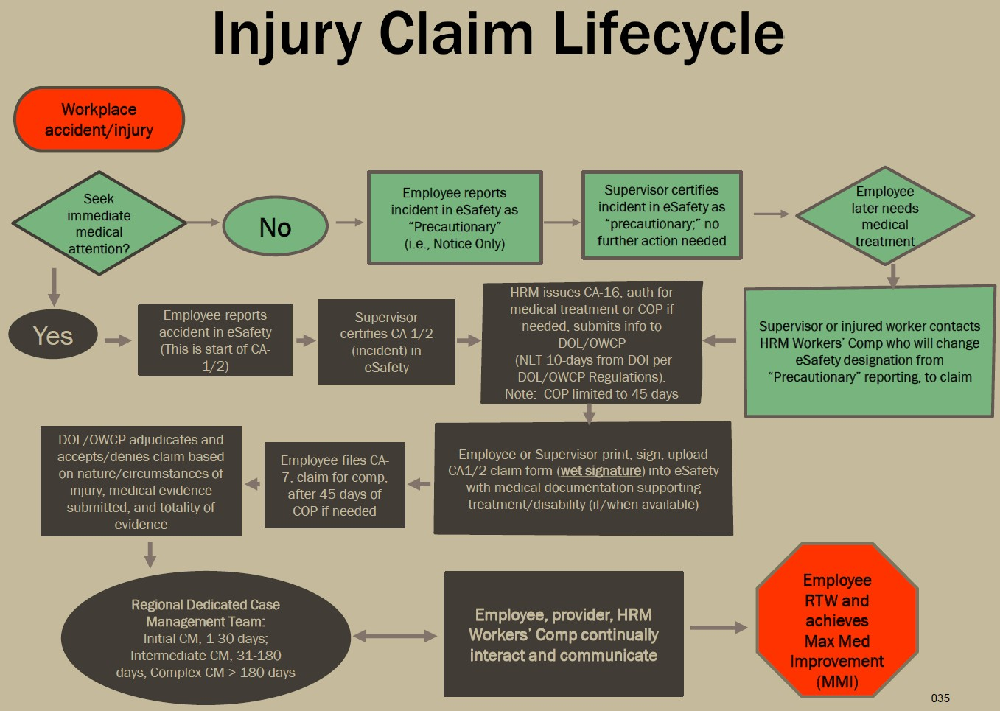 Injury Claim Lifecycle
Workplace
accident/injury
Seek
immediate
medical
attention?
No
Employee reports
incident in eSafety as
“Precautionary”
(i.e., Notice Only)
Supervisor certifies
incident in eSafety as
“precautionary;” no
further action needed
Employee
later needs
medical
treatment
Yes
Employee reports
accident in eSafety
(This is start of CA-
1/2)
Supervisor
certifies CA-1/2
(incident) in
eSafety
HRM issues CA-16, auth for
medical treatment or COP if
needed, submits info to
DOL/OWCP
(NLT 10-days from DOI per
DOL/OWCP Regulations).
Note:  COP limited to 45 days
Supervisor or injured worker contacts
HRM Workers’ Comp who will change
eSafety designation from
“Precautionary” reporting, to claim
DOL/OWCP adjudicates and
accepts/denies claim based
on nature/circumstances of
injury, medical evidence
submitted, and totality of
evidence
Employee files CA-
7, claim for comp,
after 45 days of
COP if needed
Employee or Supervisor print, sign, upload
CA1/2 claim form (wet signature) into eSafety
with medical documentation supporting
treatment/disability (if/when available)
Regional Dedicated Case
Management Team:
Initial CM, 1-30 days;
Intermediate CM, 31-180
days; Complex CM > 180 days
Employee, provider, HRM
Workers’ Comp continually
interact and communicate
Employee
RTW and
achieves
Max Med
Improvement
(MMI)
035